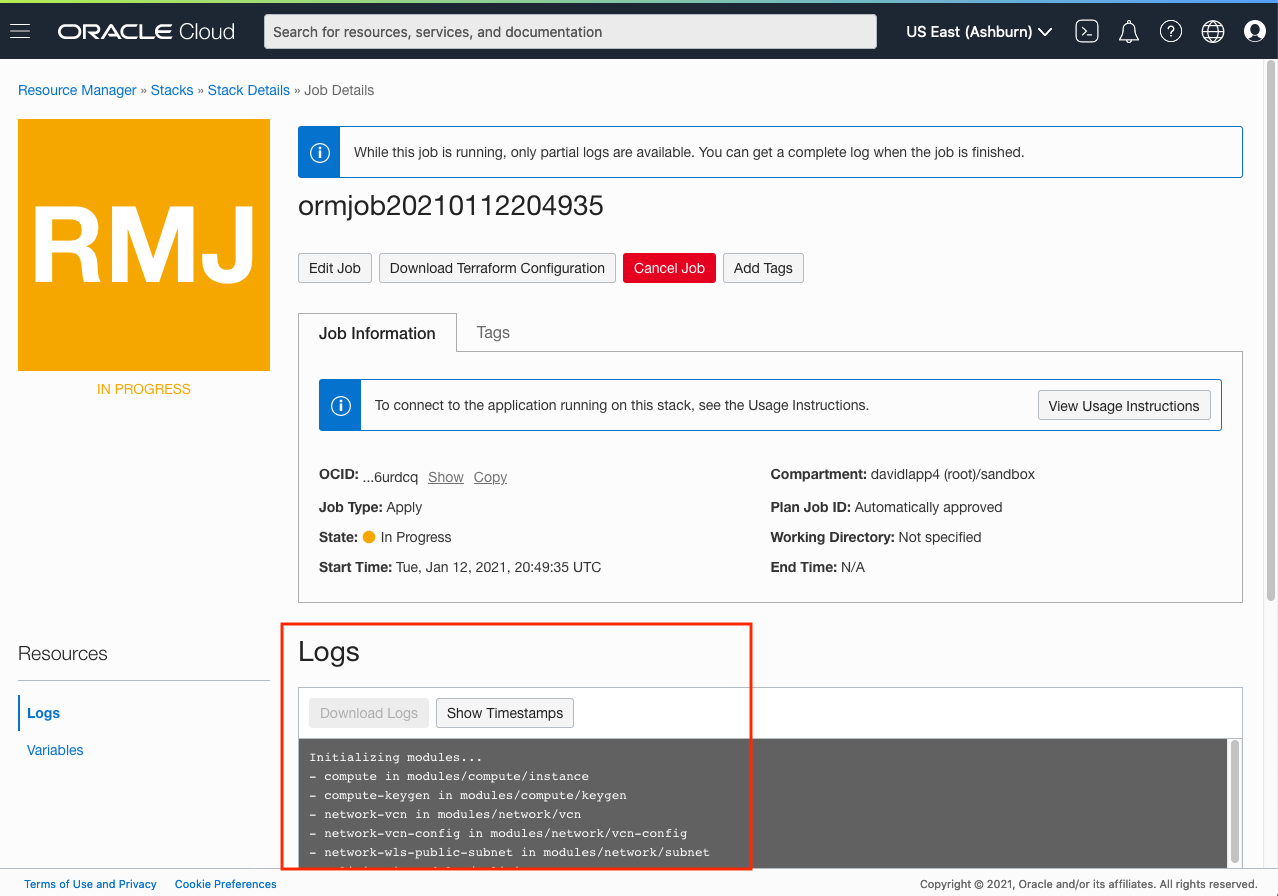 ORACLE Cloud
Search for resources, services, and documentation
US East (Ashburn)
Resource Manager » Stacks » Stack Details » Job Details
RMJ
IN PROGRESS
While this job is running, only partial logs are available. You can get a complete log when the job is finished.
ormjob20210112204935
Edit Job Download Terraform Configuration Cancel Job Add Tags
Job Information Tags
To connect to the application running on this stack, see the Usage Instructions. View Usage Instructions
OCID: ...6urdcq Show Copy
Compartment: davidlapp4 (root)/sandbox
Job Type: Apply
Plan Job ID: Automatically approved
State: In Progress
Working Directory: Not specified
Start Time: Tue, Jan 12, 2021, 20:49:35 UTC
End Time: N/A
Resources
Logs
Variables
Logs
Download Logs Show Timestamps
Initializing modules...
- compute in modules/compute/instance
- compute-keygen in modules/compute/keygen
- network-vcn in modules/network/vcn
- network-vcn-config in modules/network/vcn-config
- network-wls-public-subnet in modules/network/subnet
Terms of Use and Privacy Cookie Preferences
Copyright © 2021, Oracle and/or its affiliates. All rights reserved.